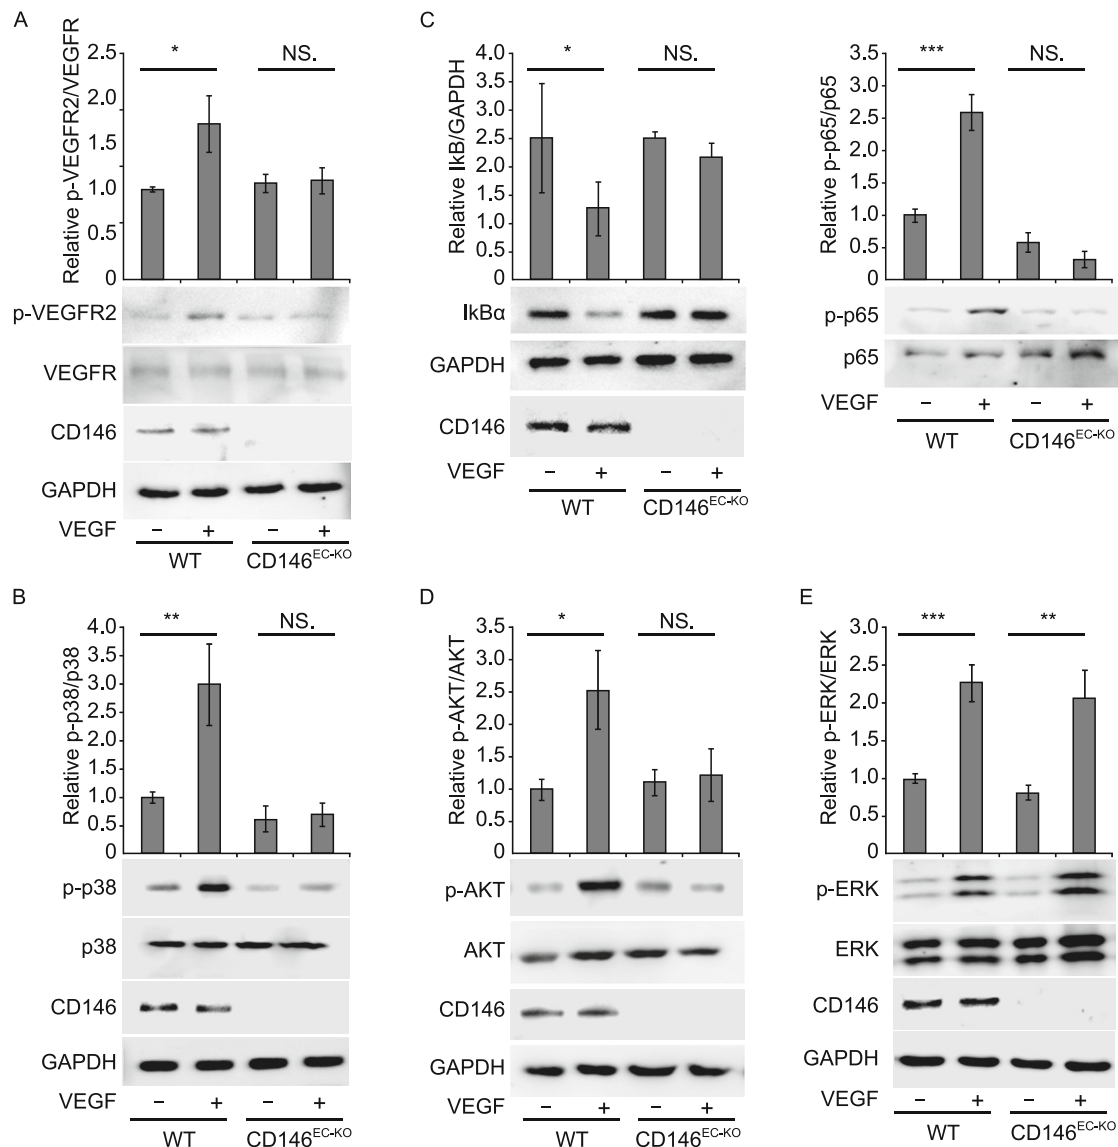 A
Relative p-VEGFR2/VEGFR
2.5
2.0
1.5
1.0
0.5
0
* NS.
p-VEGFR2
VEGFR
CD146
GAPDH
VEGF − + − +
WT CD146EC-KO
C
Relative IkB/GAPDH
4.0
3.5
3.0
2.5
2.0
1.5
1.0
0.5
0
* NS.
IkBα
GAPDH
CD146
VEGF − + − +
WT CD146EC-KO
Relative p-p65/p65
3.5
3.0
2.5
2.0
1.5
1.0
0.5
0
*** NS.
p-p65
p65
VEGF − + − +
WT CD146EC-KO
B
Relative p-p38/p38
4.0
3.5
3.0
2.5
2.0
1.5
1.0
0.5
0
** NS.
p-p38
p38
CD146
GAPDH
VEGF − + − +
WT CD146EC-KO
D
Relative p-AKT/AKT
3.5
3.0
2.5
2.0
1.5
1.0
0.5
0
* NS.
p-AKT
AKT
CD146
GAPDH
VEGF − + − +
WT CD146EC-KO
E
Relative p-ERK/ERK
3.0
2.5
2.0
1.5
1.0
0.5
0
*** **
p-ERK
ERK
CD146
GAPDH
VEGF − + − +
WT CD146EC-KO